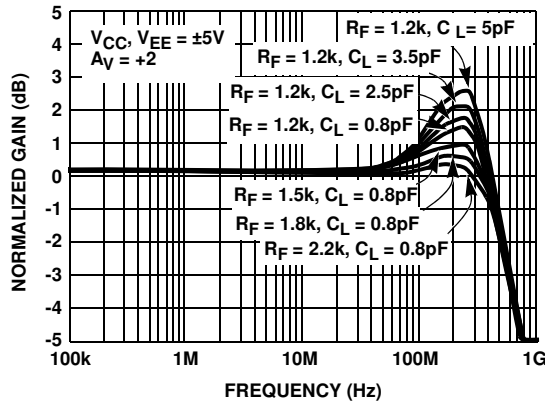 V_CC, V_EE = ±5V
A_V = +2
R_F = 1.2k, C_L = 5pF
R_F = 1.2k, C_L = 3.5pF
R_F = 1.2k, C_L = 2.5pF
R_F = 1.2k, C_L = 0.8pF
R_F = 1.5k, C_L = 0.8pF
R_F = 1.8k, C_L = 0.8pF
R_F = 2.2k, C_L = 0.8pF
NORMALIZED GAIN (dB)
5
4
3
2
1
0
-1
-2
-3
-4
-5
100k 1M 10M 100M 1G
FREQUENCY (Hz)